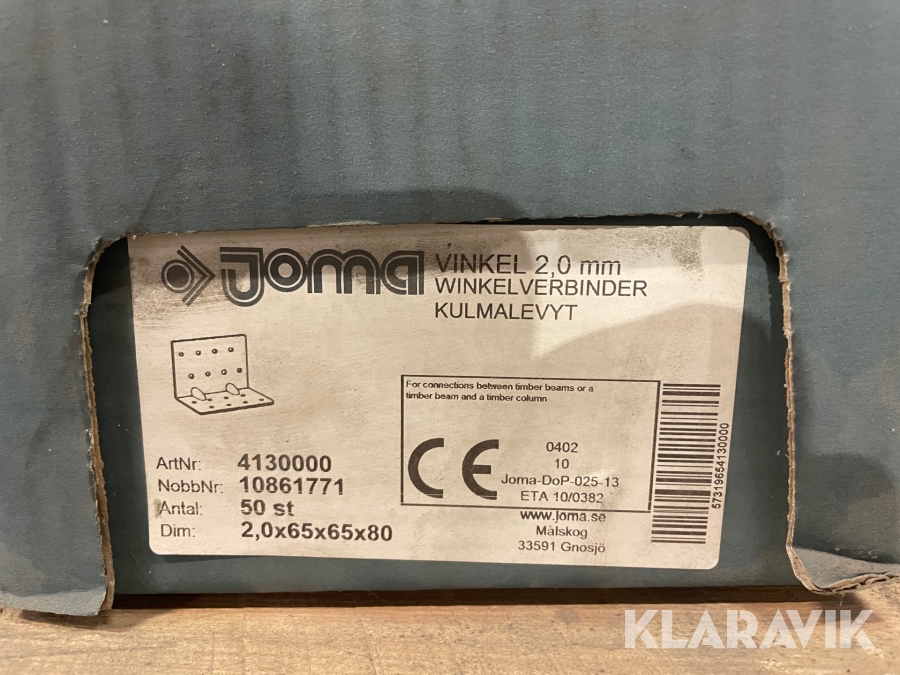 Joma
VINKEL 2,0 mm
WINKELVERBINDER
KULMALEVYT
For connections between timber beams or a
timber beam and a timber column
CE
0402
10
Joma-DoP-025-13
ETA 10/0382
ArtNr: 4130000
NobbNr: 10861771
Antal: 50 st
Dim: 2,0x65x65x80
www.joma.se
Målskog
33591 Gnosjö
5731965413000​0
KLARAVIK